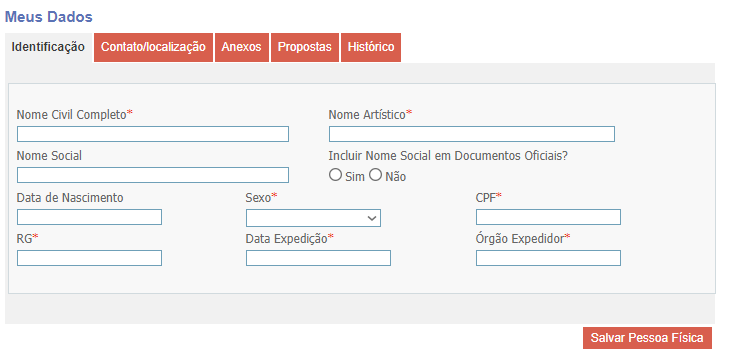 Meus Dados
Identificação Contato/localização Anexos Propostas Histórico
Nome Civil Completo* Nome Artístico*
Nome Social Incluir Nome Social em Documentos Oficiais?
Sim Não
Data de Nascimento Sexo* CPF*
RG* Data Expedição* Órgão Expedidor*
Salvar Pessoa Física